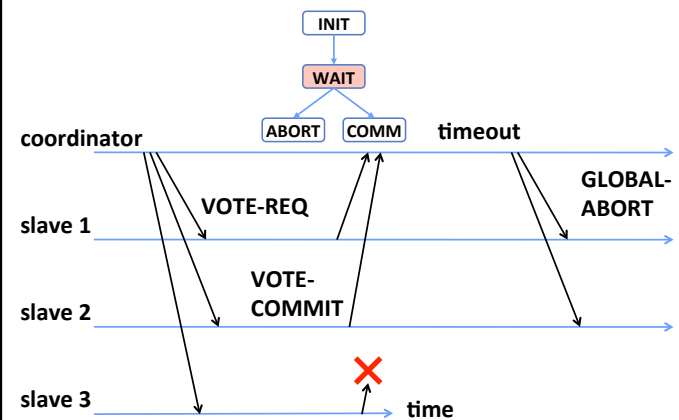 INIT
WAIT
ABORT COMM
coordinator
timeout
GLOBAL-
ABORT
VOTE-REQ
slave 1
VOTE-
COMMIT
slave 2
slave 3
time